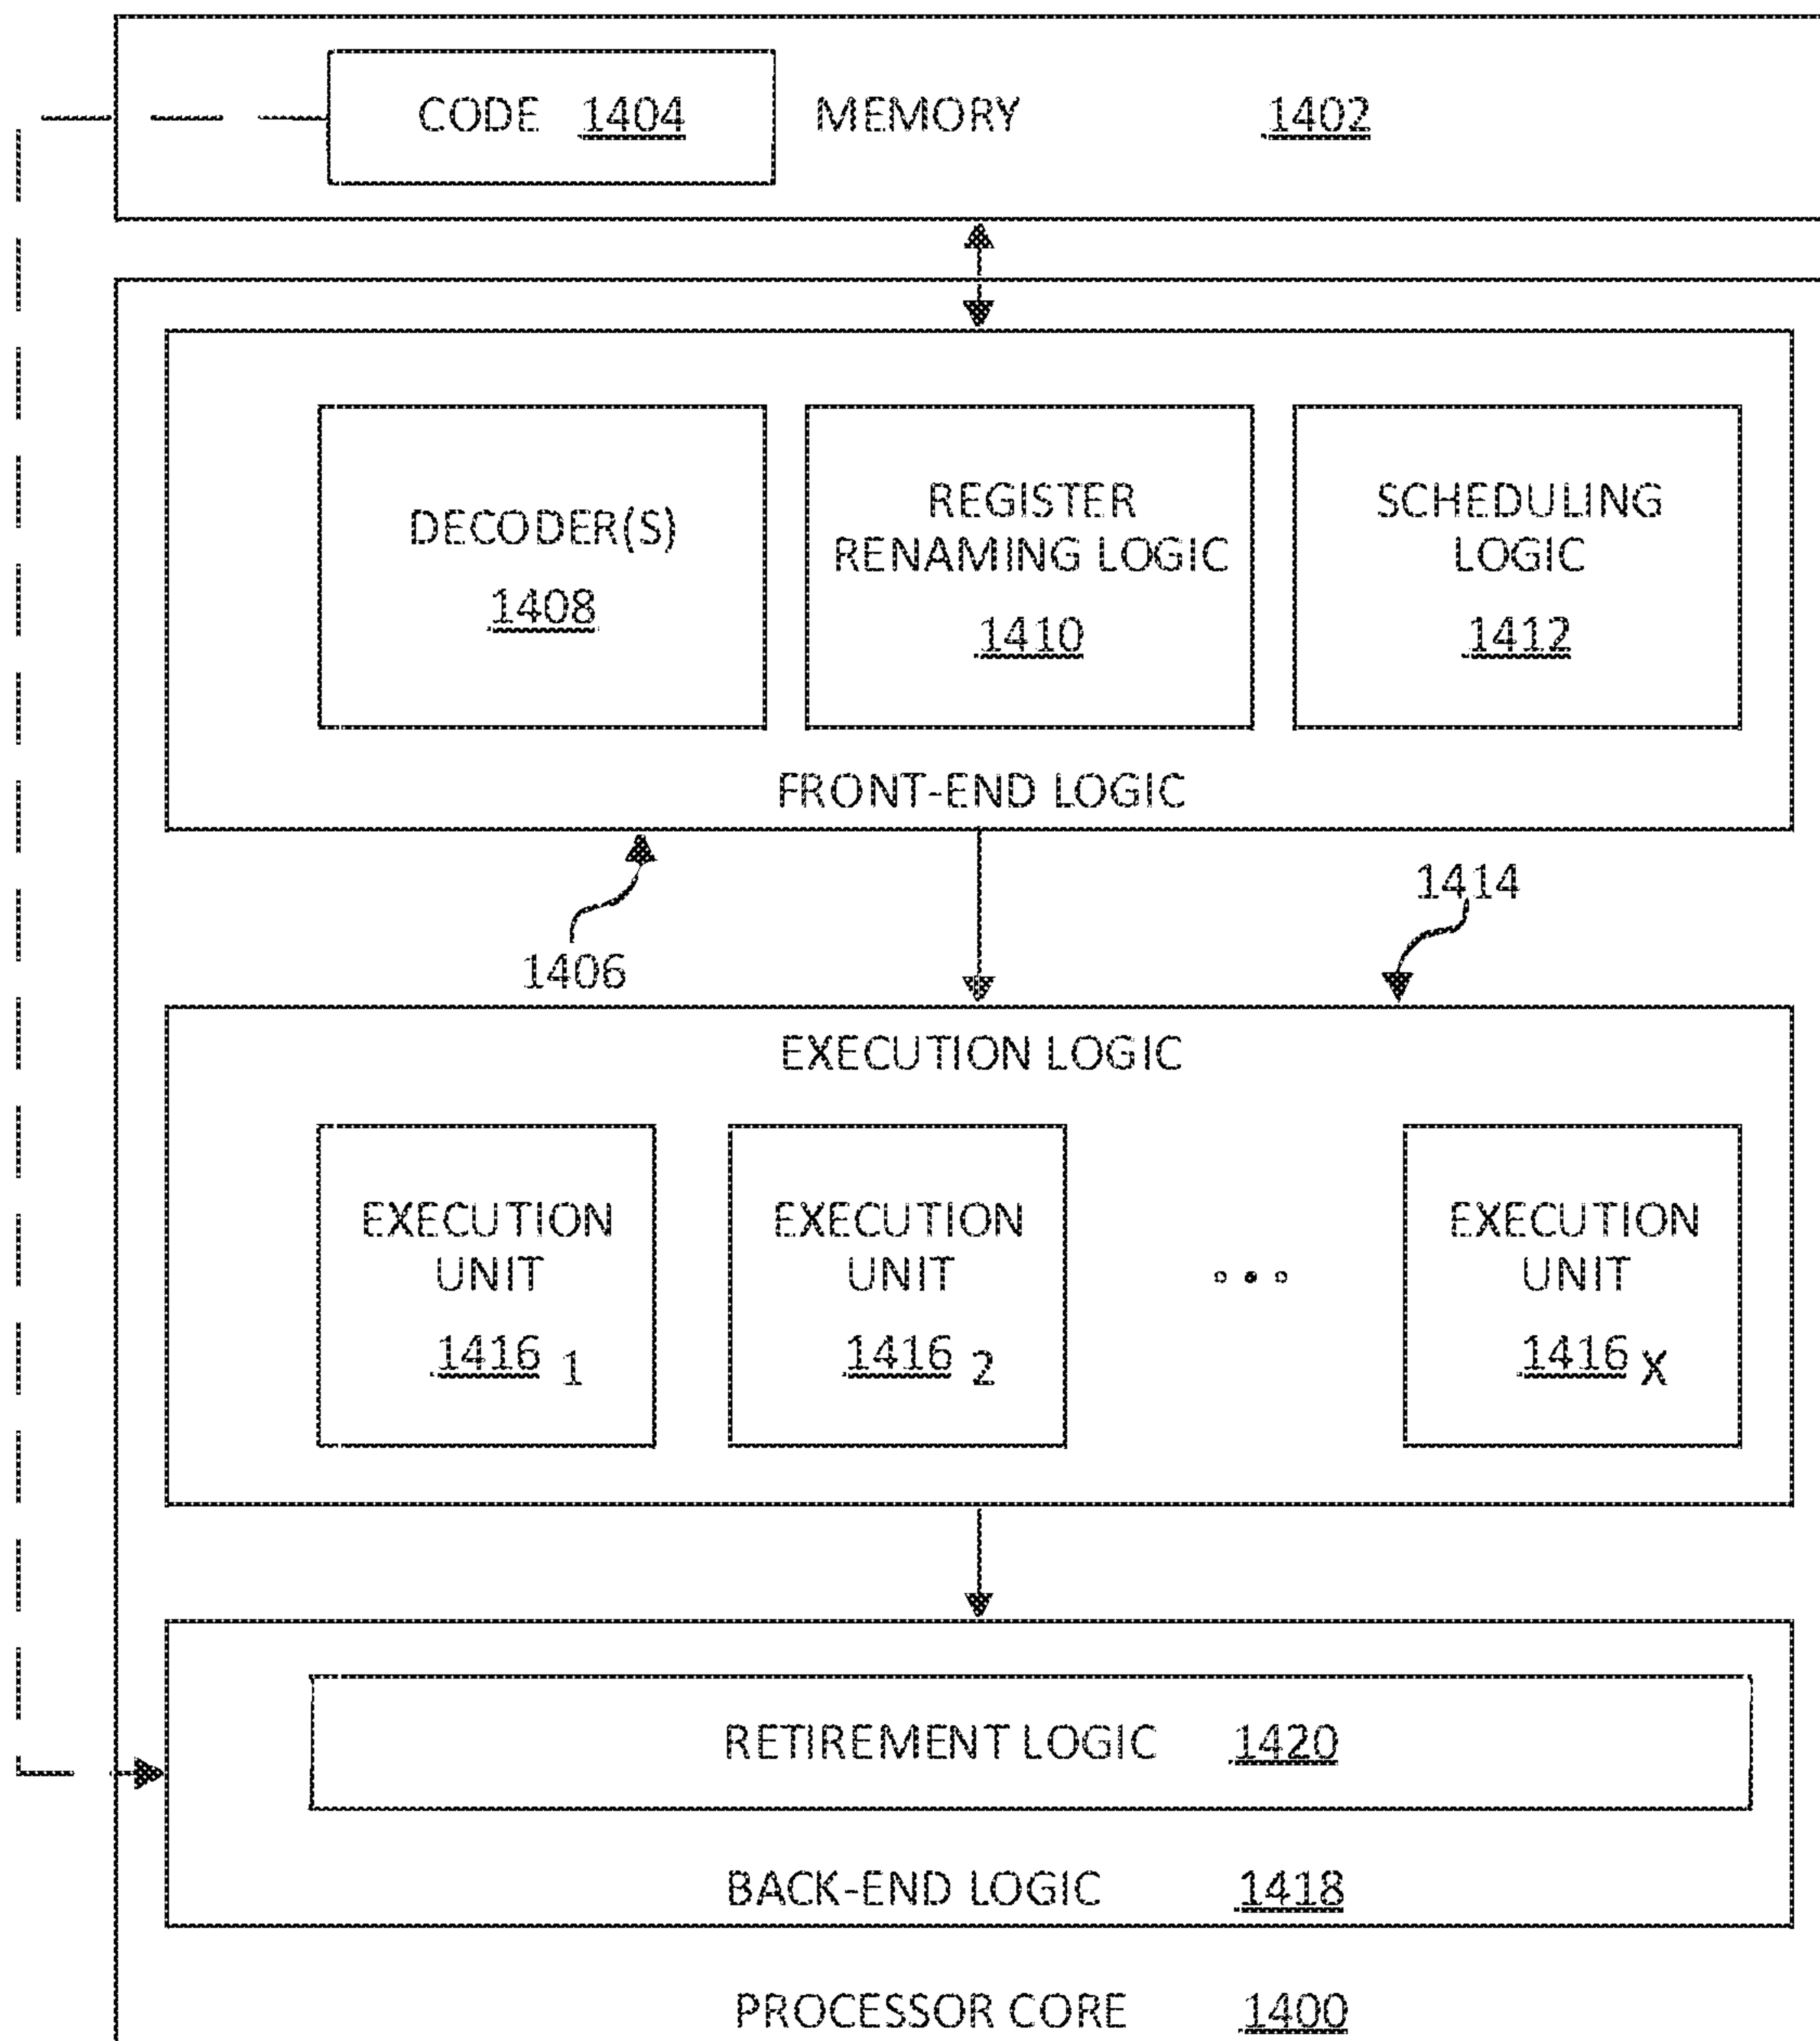 CODE 1404 MEMORY 1402
DECODER(S)
1408
REGISTER
RENAMING LOGIC
1410
SCHEDULING
LOGIC
1412
FRONT-END LOGIC
1406
1414
EXECUTION LOGIC
EXECUTION
UNIT
1416 1
EXECUTION
UNIT
1416 2
...
EXECUTION
UNIT
1416 X
RETIREMENT LOGIC 1420
BACK-END LOGIC 1418
PROCESSOR CORE 1400